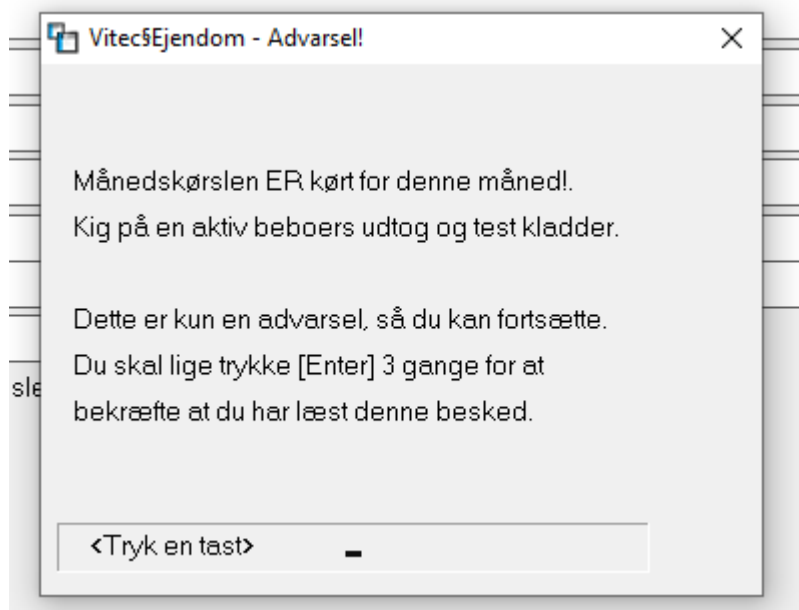 Vitec§Ejendom - Advarsel!
Månedskørslen ER kørt for denne måned!.
Kig på en aktiv beboers udtog og test kladder.
Dette er kun en advarsel, så du kan fortsætte.
Du skal lige trykke [Enter] 3 gange for at
sle
bekræfte at du har læst denne besked.
<Tryk en tast>